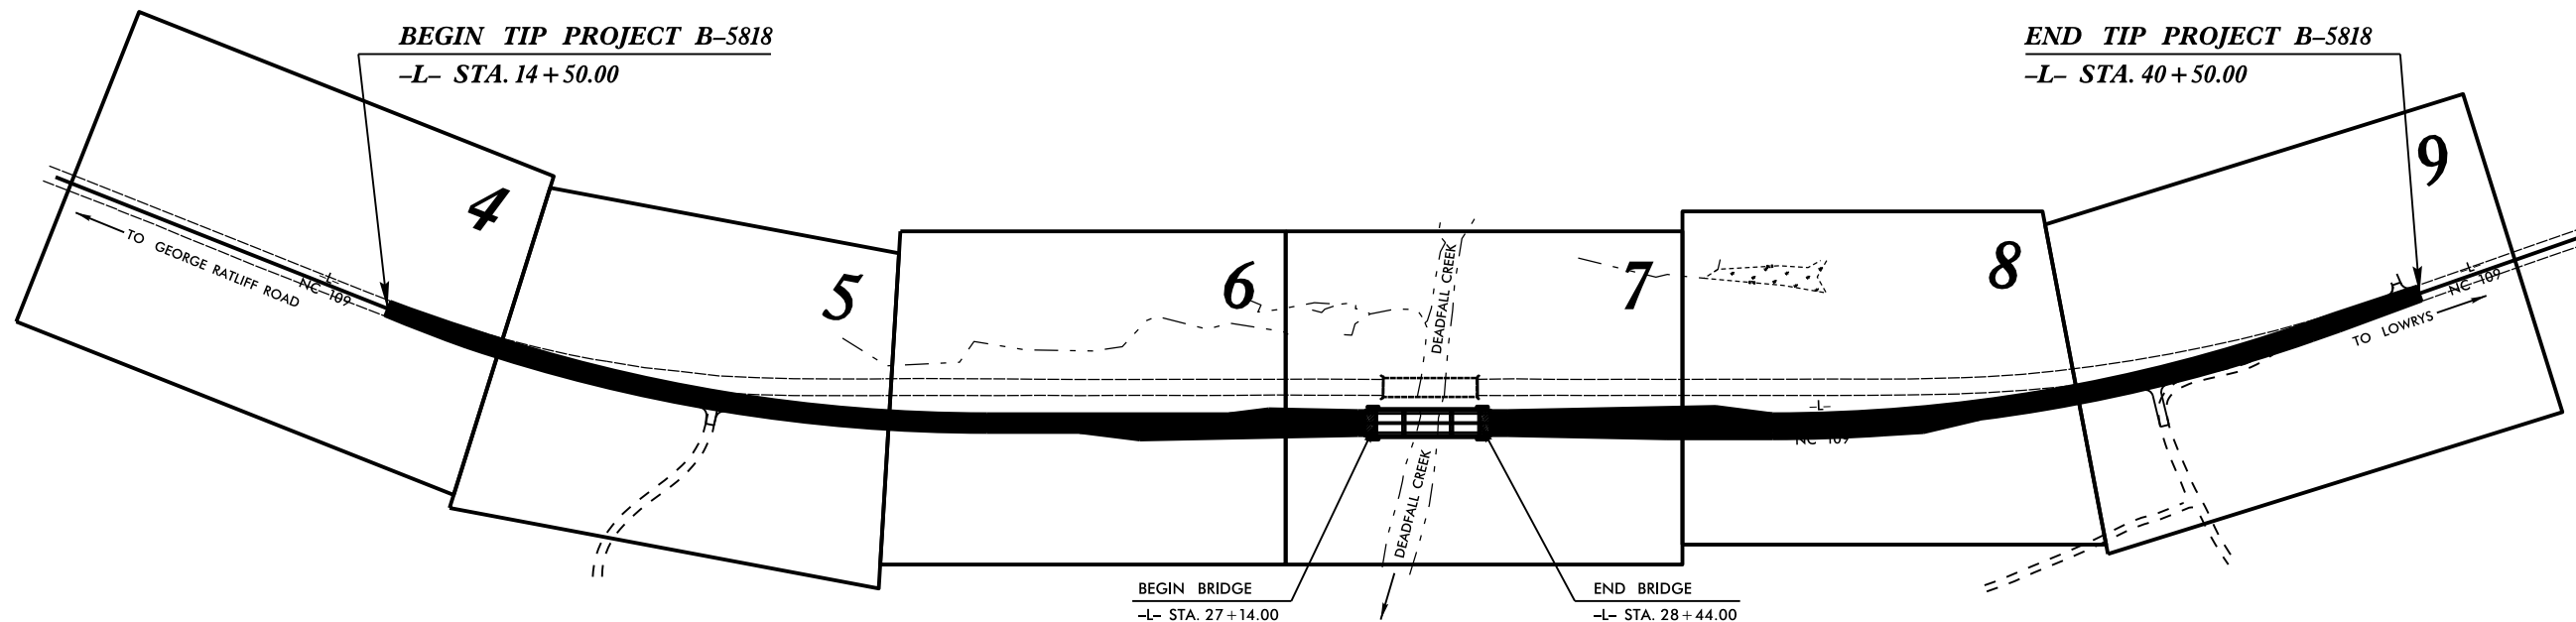 BEGIN TIP PROJECT B–5818
–L– STA. 14+50.00
END TIP PROJECT B–5818
–L– STA. 40+50.00
4
5
6
7
8
9
–L–
NC 109
TO GEORGE RATLIFF ROAD
DEADFALL CREEK
DEADFALL CREEK
–L–
NC 109
–L–
NC 109
TO LOWRYS
BEGIN BRIDGE
–L– STA. 27+14.00
END BRIDGE
–L– STA. 28+44.00